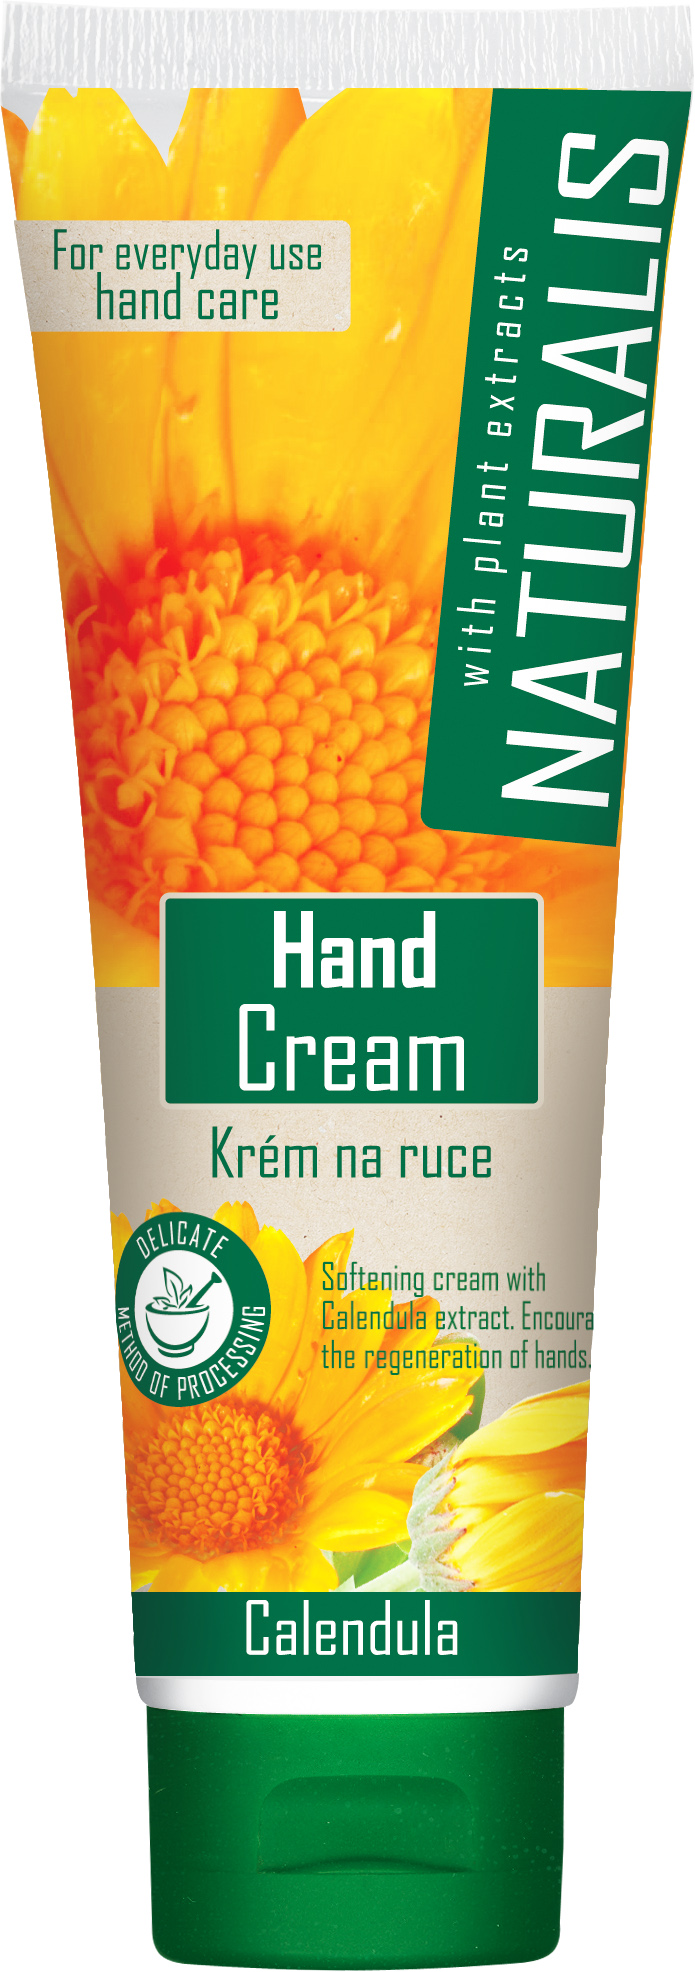 For everyday use
hand care
with plant extracts
NATURALIS
Hand
Cream
Krém na ruce
DELICATE
METHOD OF PROCESSING
Softening cream with
Calendula extract. Encoura
the regeneration of hands.
Calendula